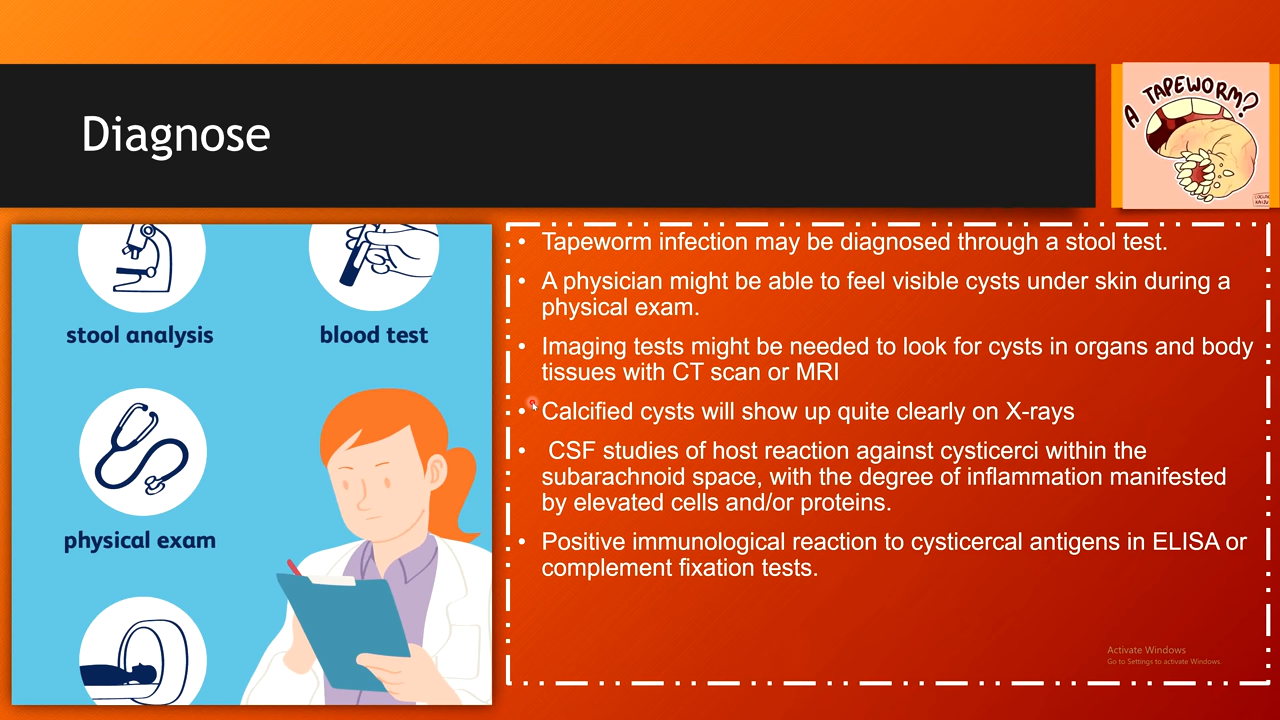 Diagnose
A TAPEWORM?
stool analysis
blood test
physical exam
• Tapeworm infection may be diagnosed through a stool test.
• A physician might be able to feel visible cysts under skin during a
physical exam.
• Imaging tests might be needed to look for cysts in organs and body
tissues with CT scan or MRI
• Calcified cysts will show up quite clearly on X-rays
• CSF studies of host reaction against cysticerci within the
subarachnoid space, with the degree of inflammation manifested
by elevated cells and/or proteins.
• Positive immunological reaction to cysticercal antigens in ELISA or
complement fixation tests.
Activate Windows
Go to Settings to activate Windows.